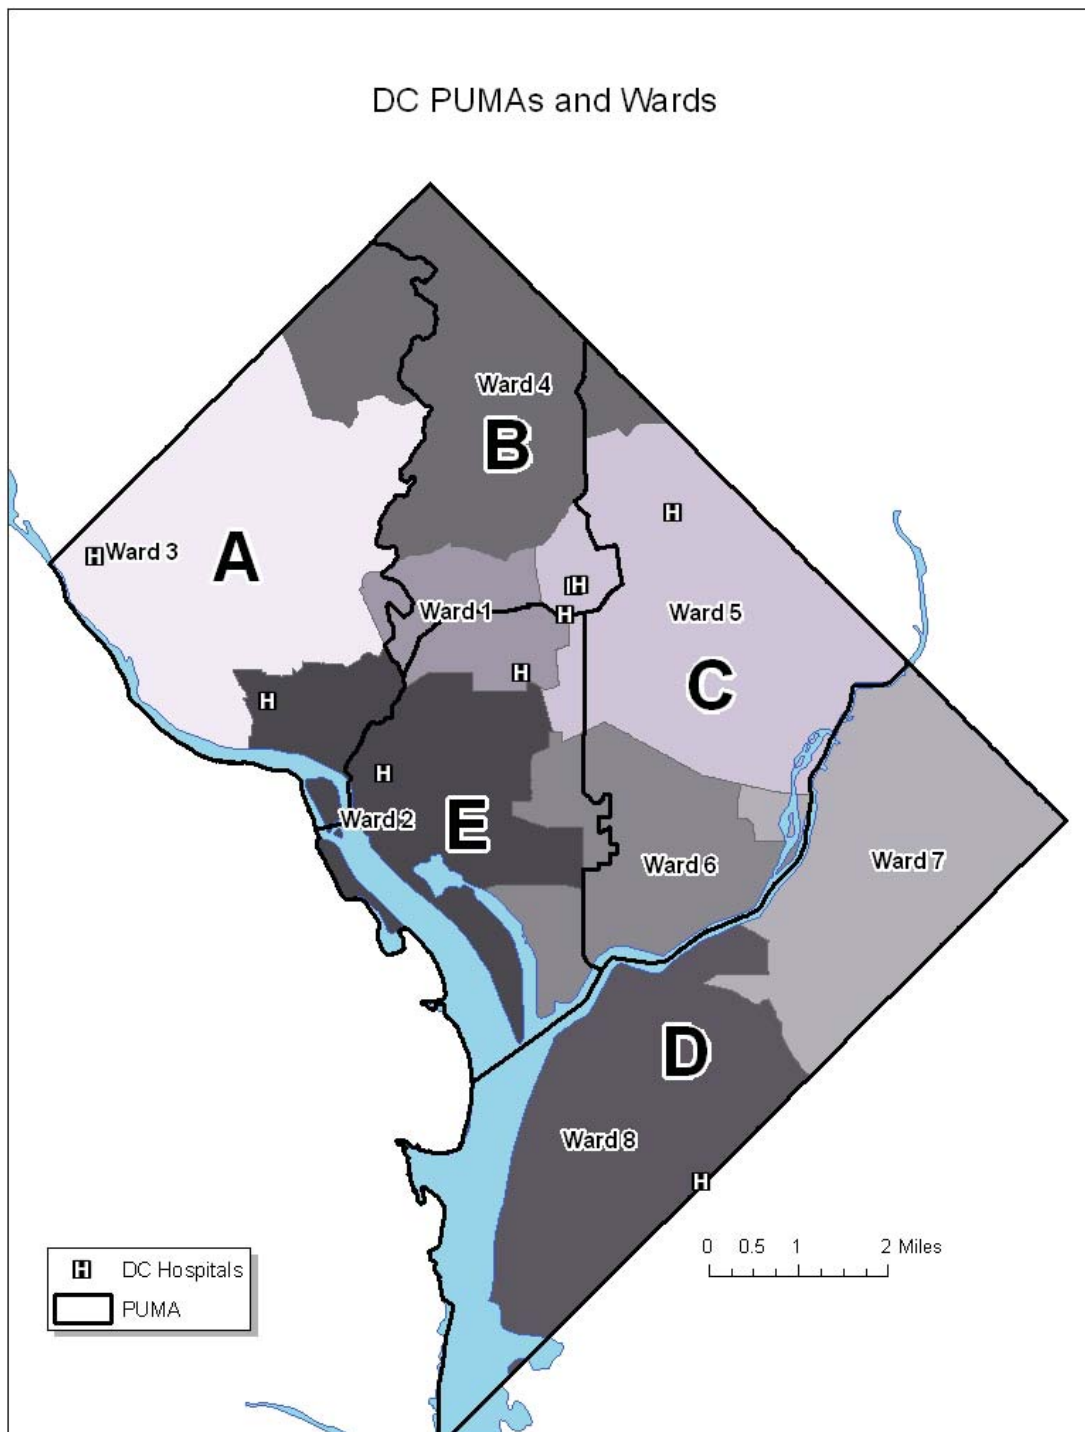 DC PUMAs and Wards
Ward 4
B
H
H Ward 3
A
H
H
Ward 1
H
Ward 5
H
C
H
H
Ward 2
E
Ward 6
Ward 7
D
Ward 8
H
0 0.5 1 2 Miles
H DC Hospitals
PUMA